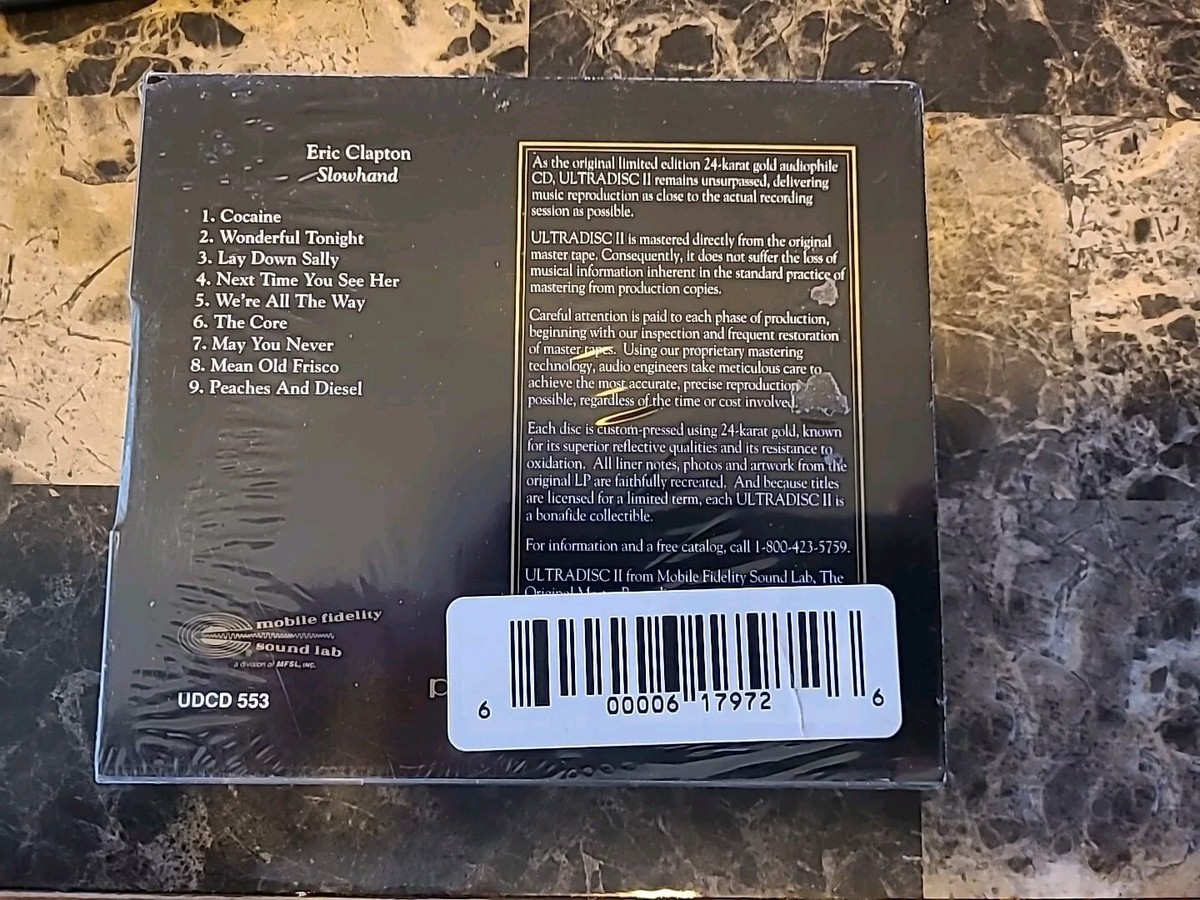 Eric Clapton
Slowhand
1. Cocaine
2. Wonderful Tonight
3. Lay Down Sally
4. Next Time You See Her
5. We're All The Way
6. The Core
7. May You Never
8. Mean Old Frisco
9. Peaches And Diesel
As the original limited edition 24-karat gold audiophile
CD, ULTRADISC II remains unsurpassed, delivering
music reproduction as close to the actual recording
session as possible.
ULTRADISC II is mastered directly from the original
master tape. Consequently, it does not suffer the loss of
musical information inherent in the standard practice of
mastering from production copies.
Careful attention is paid to each phase of production,
beginning with our inspection and frequent restoration
of master tapes. Using our proprietary mastering
technology, audio engineers take meticulous care to
achieve the most accurate, precise reproduction
possible, regardless of the time or cost involved.
Each disc is custom-pressed using 24-karat gold, known
for its superior reflective qualities and its resistance to
oxidation. All liner notes, photos and artwork from the
original LP are faithfully recreated. And because titles
are licensed for a limited term, each ULTRADISC II is
a bonafide collectible.
For information and a free catalog, call 1-800-423-5759.
ULTRADISC II from Mobile Fidelity Sound Lab, The
mobile fidelity
sound lab
a division of MFSL, INC.
UDCD 553
p
6 00006 17972 6